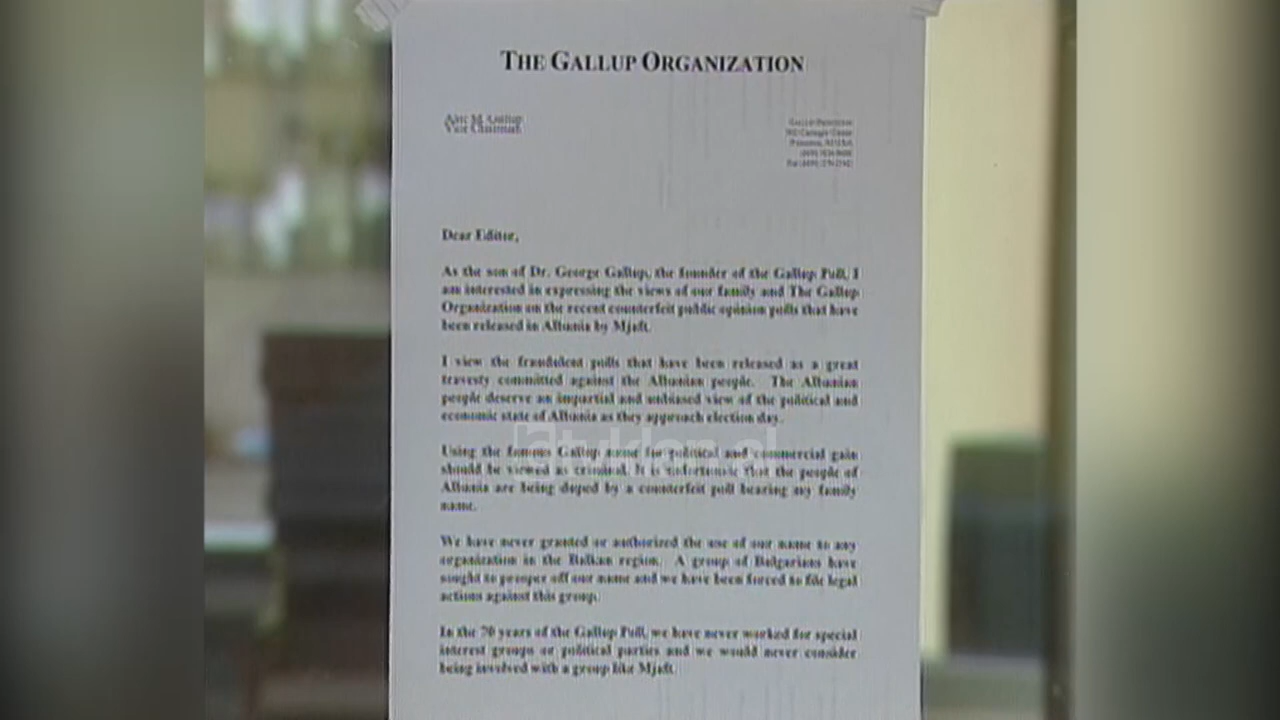 THE GALLUP ORGANIZATION
Alec M. Gallup
Vice Chairman
Dear Editor,
As the son of Dr. George Gallup, the founder of the Gallup Poll, I
am interested in expressing the views of our family and The Gallup
Organization on the recent counterfeit public opinion polls that have
been released in Albania by Mjaft.
I view the fraudulent polls that have been released as a great
travesty committed against the Albanian people. The Albanian
people deserve an impartial and unbiased view of the political and
economic state of Albania as they approach election day.
Using the famous Gallup name for political and commercial gain
should be viewed as criminal. It is unfortunate that the people of
Albania are being duped by a counterfeit poll bearing my family
name.
We have never granted or authorized the use of our name to any
organization in the Balkan region. A group of Bulgarians have
sought to prosper off our name and we have been forced to file legal
actions against this group.
In the 70 years of the Gallup Poll, we have never worked for special
interest groups or political parties and we would never consider
being involved with a group like Mjaft.